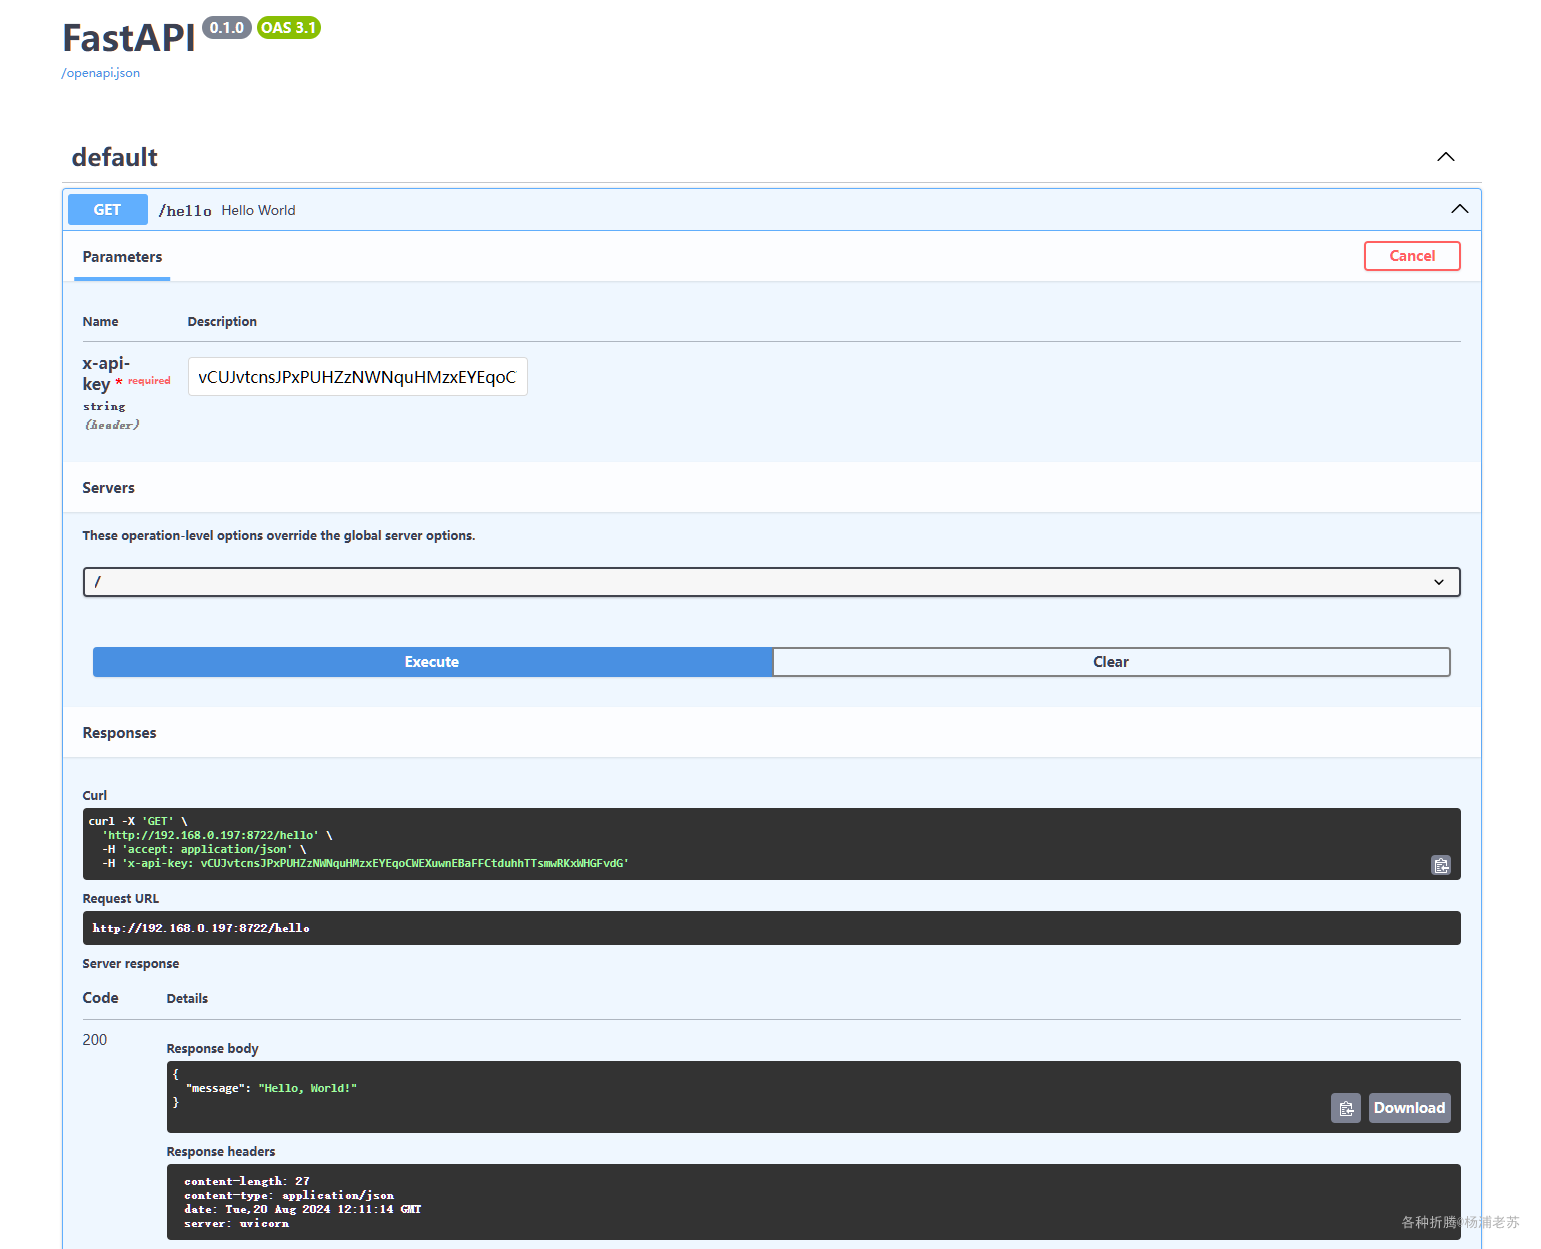 FastAPI 0.1.0 OAS 3.1
/openapi.json
default
GET /hello Hello World
Parameters
Cancel
Name Description
x-api-
key * required
string
(header)
vCUJvtcnsJPxPUHZzNWNquHMzxEYEqoC
Servers
These operation-level options override the global server options.
/
Execute Clear
Responses
Curl
curl -X 'GET' \
'http://192.168.0.197:8722/hello' \
-H 'accept: application/json' \
-H 'x-api-key: vCUJvtcnsJPxPUHZzNWNquHMzxEYEqoCWEXuwnEBaFFCtduhhTTsmwRKxWHGFvdG'
Request URL
http://192.168.0.197:8722/hello
Server response
Code Details
200
Response body
{
"message": "Hello, World!"
}
Download
Response headers
content-length: 27
content-type: application/json
date: Tue,20 Aug 2024 12:11:14 GMT
server: uvicorn
各种折腾@杨浦老苏